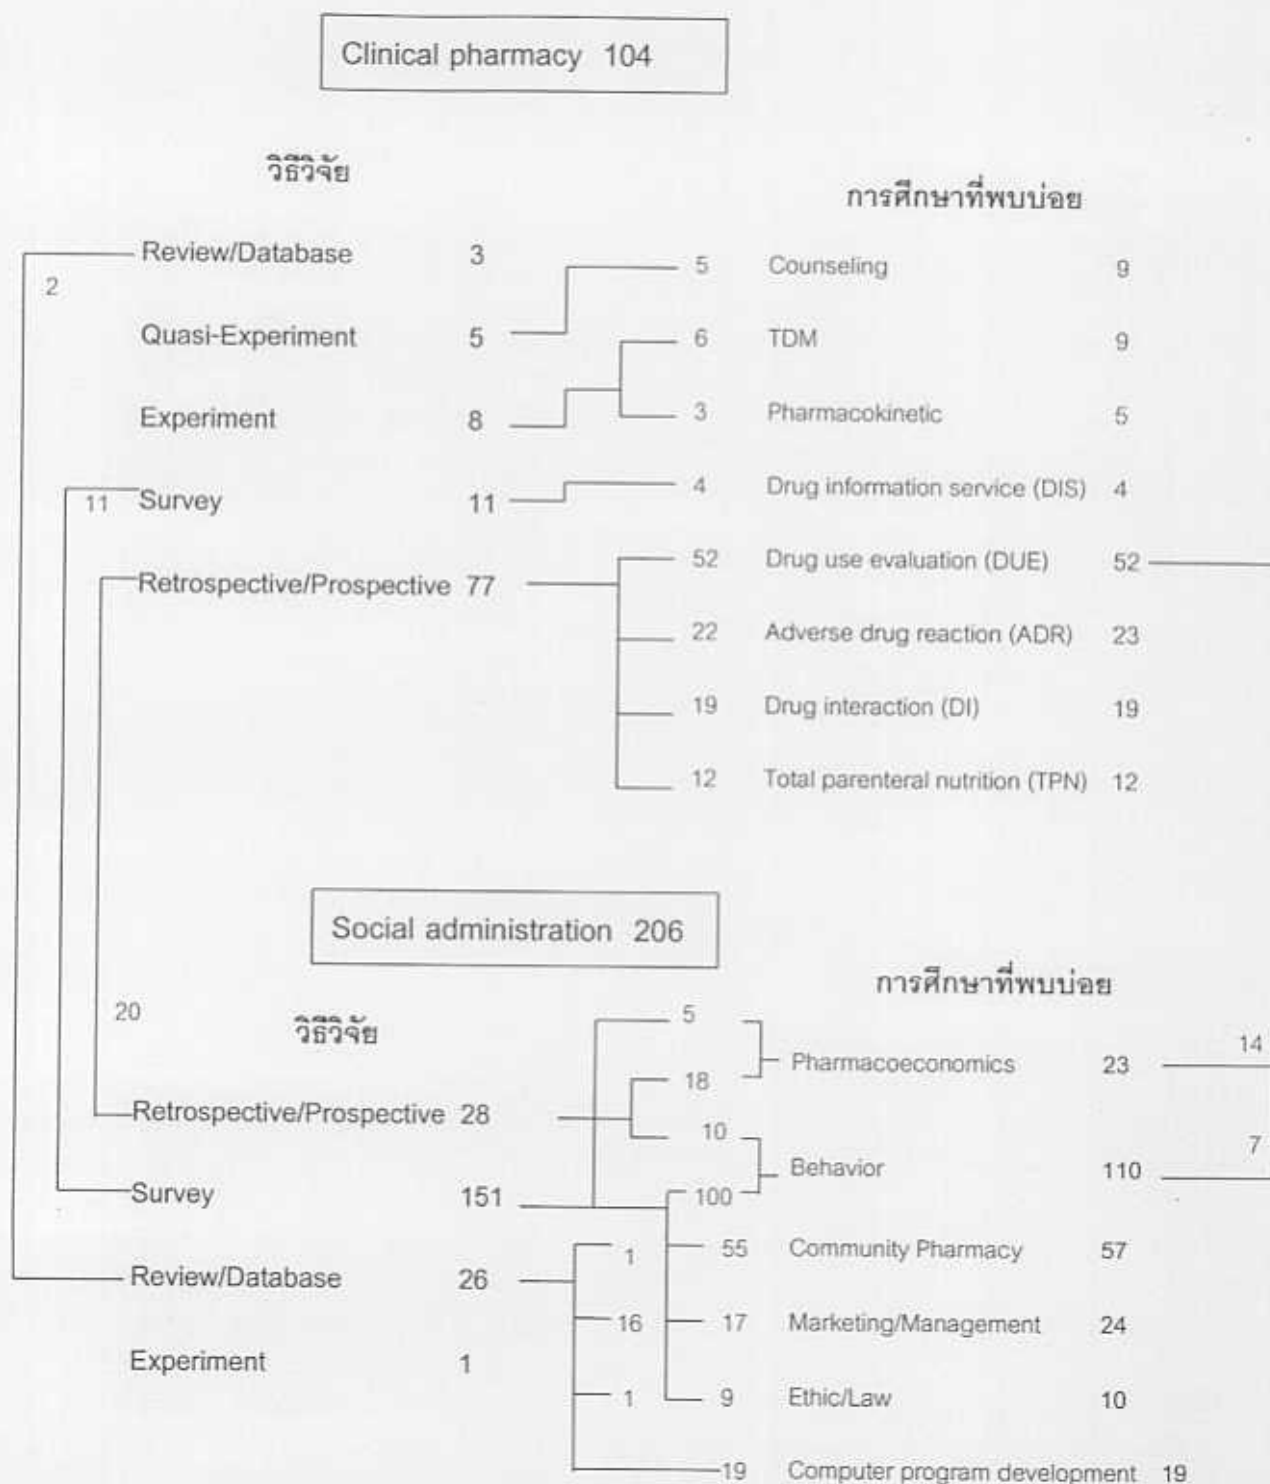 Clinical pharmacy 104
วิธีวิจัย
การศึกษาที่พบบ่อย
Review/Database 3
2
5 Counseling 9
Quasi-Experiment 5
6 TDM 9
Experiment 8
3 Pharmacokinetic 5
11 Survey 11
4 Drug information service (DIS) 4
Retrospective/Prospective 77
52 Drug use evaluation (DUE) 52
22 Adverse drug reaction (ADR) 23
19 Drug interaction (DI) 19
12 Total parenteral nutrition (TPN) 12
Social administration 206
การศึกษาที่พบบ่อย
20
วิธีวิจัย
5
Pharmacoeconomics 23 14
18
Retrospective/Prospective 28
10
Behavior 110 7
Survey 151
100
1 55 Community Pharmacy 57
Review/Database 26
16 17 Marketing/Management 24
Experiment 1
1 9 Ethic/Law 10
19 Computer program development 19